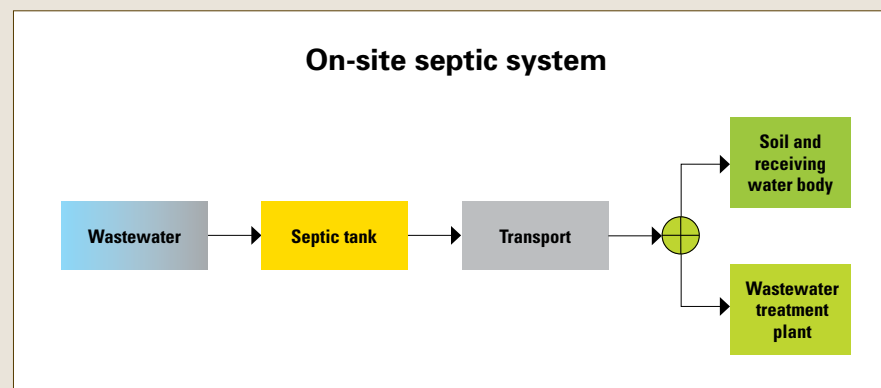 On-site septic system
Wastewater
Septic tank
Transport
Soil and
receiving
water body
Wastewater
treatment
plant